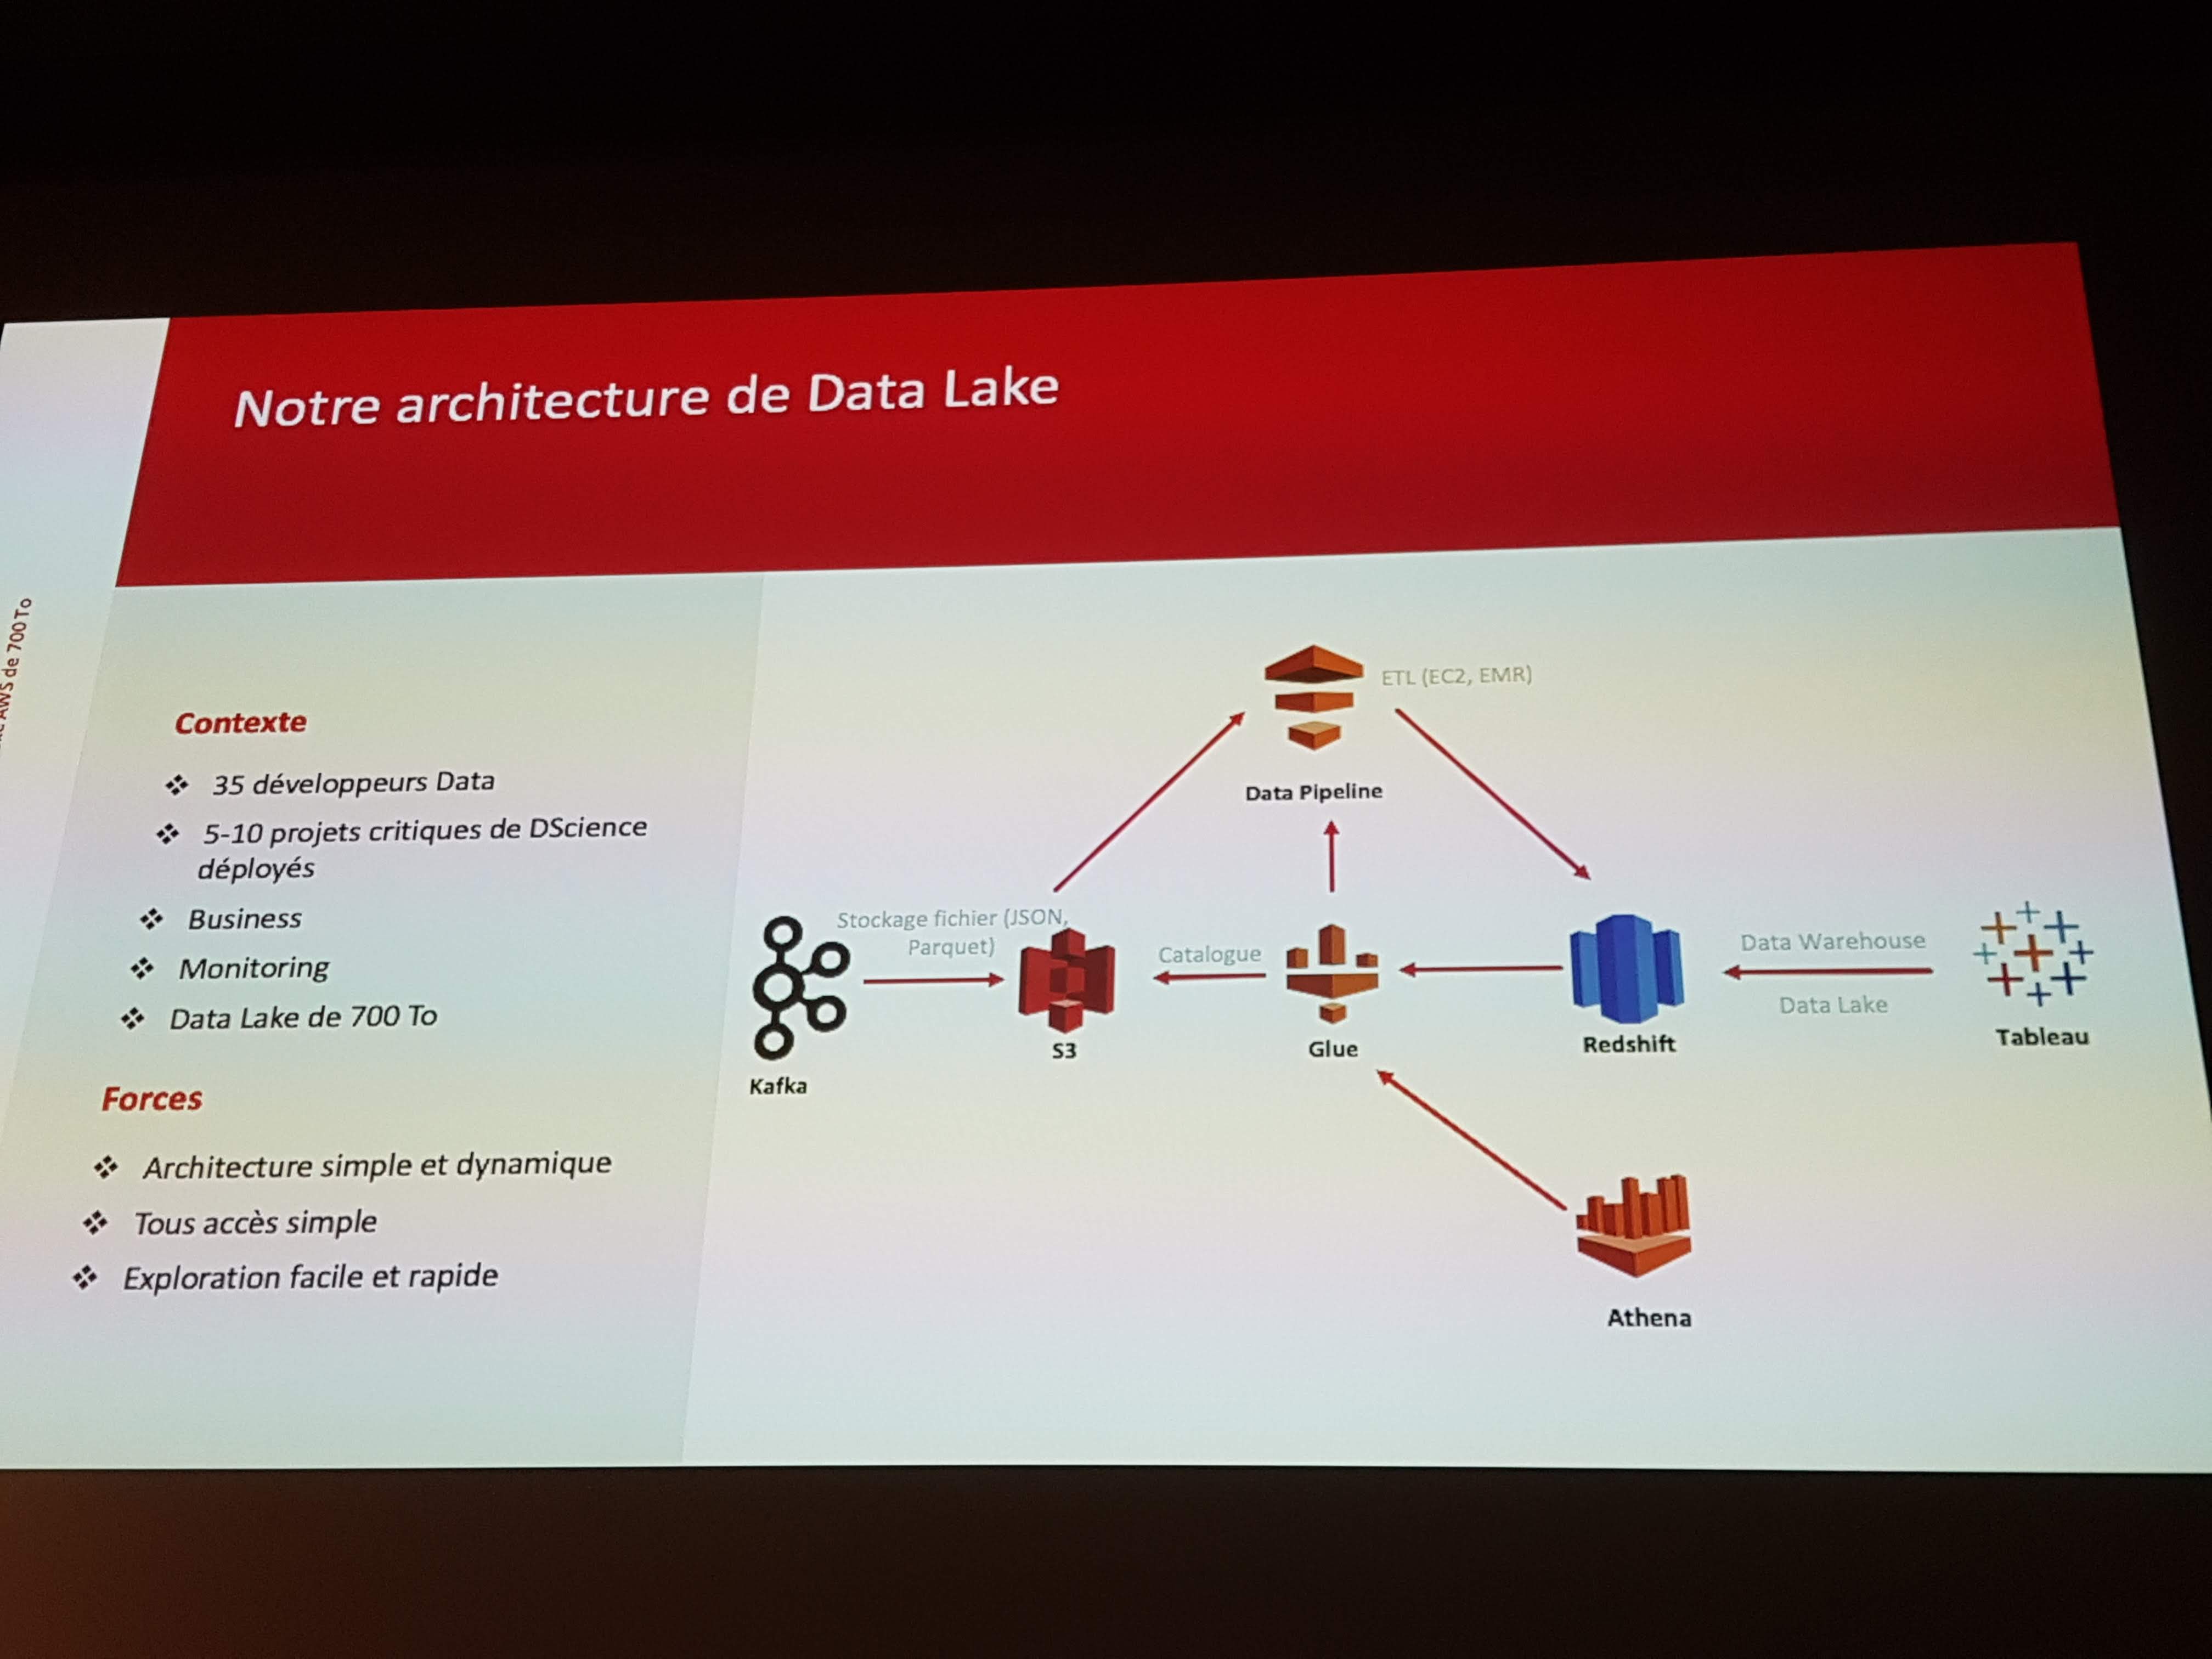 Notre architecture de Data Lake
AWS de 700 To
Contexte
35 développeurs Data
5-10 projets critiques de DScience
déployés
Business
Monitoring
Data Lake de 700 To
Forces
Architecture simple et dynamique
Tous accès simple
Exploration facile et rapide
ETL (EC2, EMR)
Data Pipeline
Stockage fichier (JSON,
Parquet)
Catalogue
Data Warehouse
Data Lake
Kafka
S3
Glue
Redshift
Tableau
Athena